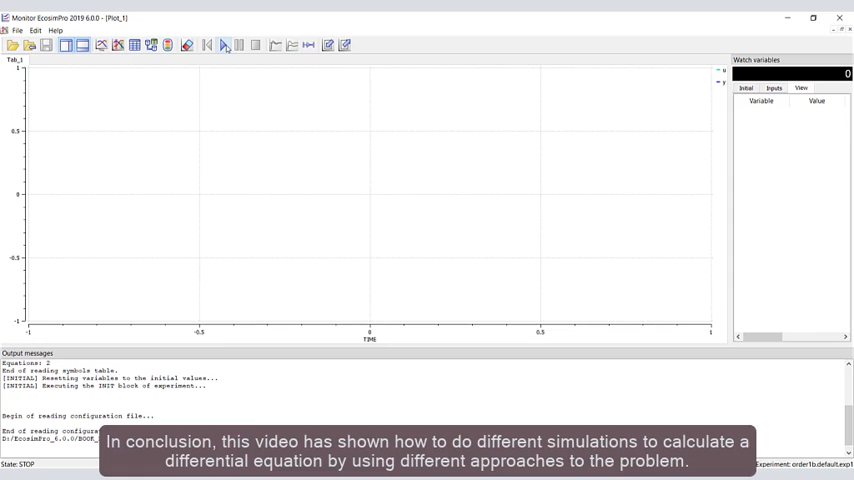 Monitor EcosimPro 2019 6.0.0 - [Plot_1]
File Edit Help
Tab_1
1
0.5
0
-0.5
-1
-1 -0.5 0 0.5 1
TIME
u
y
Watch variables
0
Initial Inputs View
Variable Value
Output messages
Equations: 2
End of reading symbols table.
[INITIAL] Resetting variables to the initial values...
[INITIAL] Executing the INIT block of experiment...
Begin of reading configuration file...
End of reading configura
D:/EcosimPro_6.0.0/BOOK_
In conclusion, this video has shown how to do different simulations to calculate a
differential equation by using different approaches to the problem.
State: STOP
Experiment: order1b.default.exp1